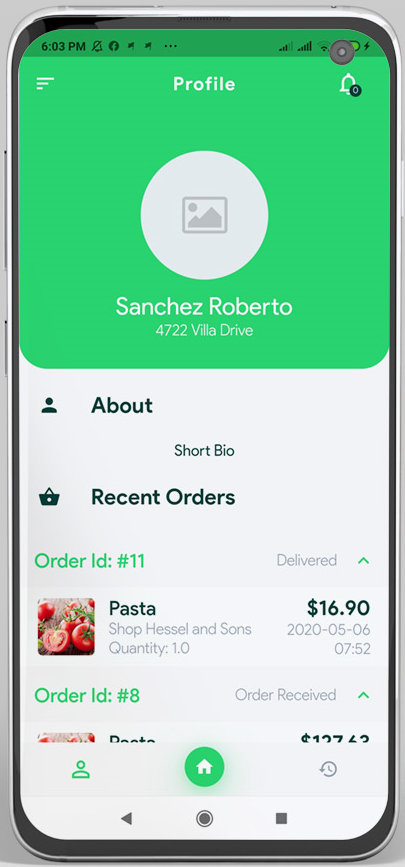 6:03 PM
Profile
0
Sanchez Roberto
4722 Villa Drive
About
Short Bio
Recent Orders
Order Id: #11 Delivered
Pasta $16.90
Shop Hessel and Sons 2020-05-06
Quantity: 1.0 07:52
Order Id: #8 Order Received
Pasta $127.63